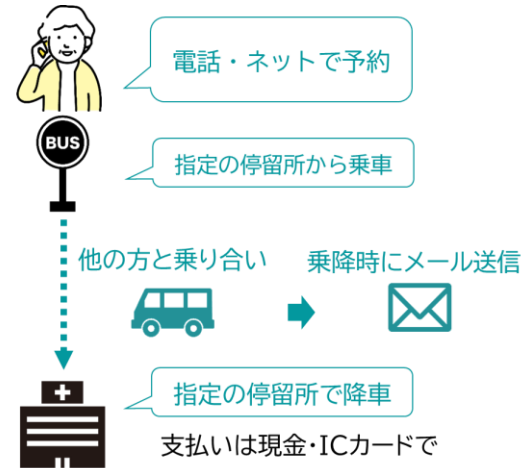 電話・ネットで予約
BUS
指定の停留所から乗車
他の方と乗り合い
乗降時にメール送信
指定の停留所で降車
支払いは現金・ICカードで